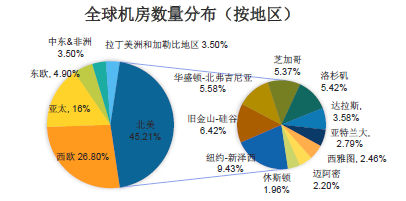 全球机房数量分布（按地区）
中东&非洲
3.50%
拉丁美洲和加勒比地区 3.50%
东欧, 4.90%
亚太, 16%
北美
45.21%
西欧 26.80%
芝加哥
5.37%
华盛顿-北弗吉尼亚
5.58%
洛杉矶
5.42%
旧金山-硅谷
6.42%
达拉斯,
3.58%
亚特兰大,
2.79%
西雅图, 2.46%
纽约-新泽西
9.43%
迈阿密
2.20%
休斯顿
1.96%